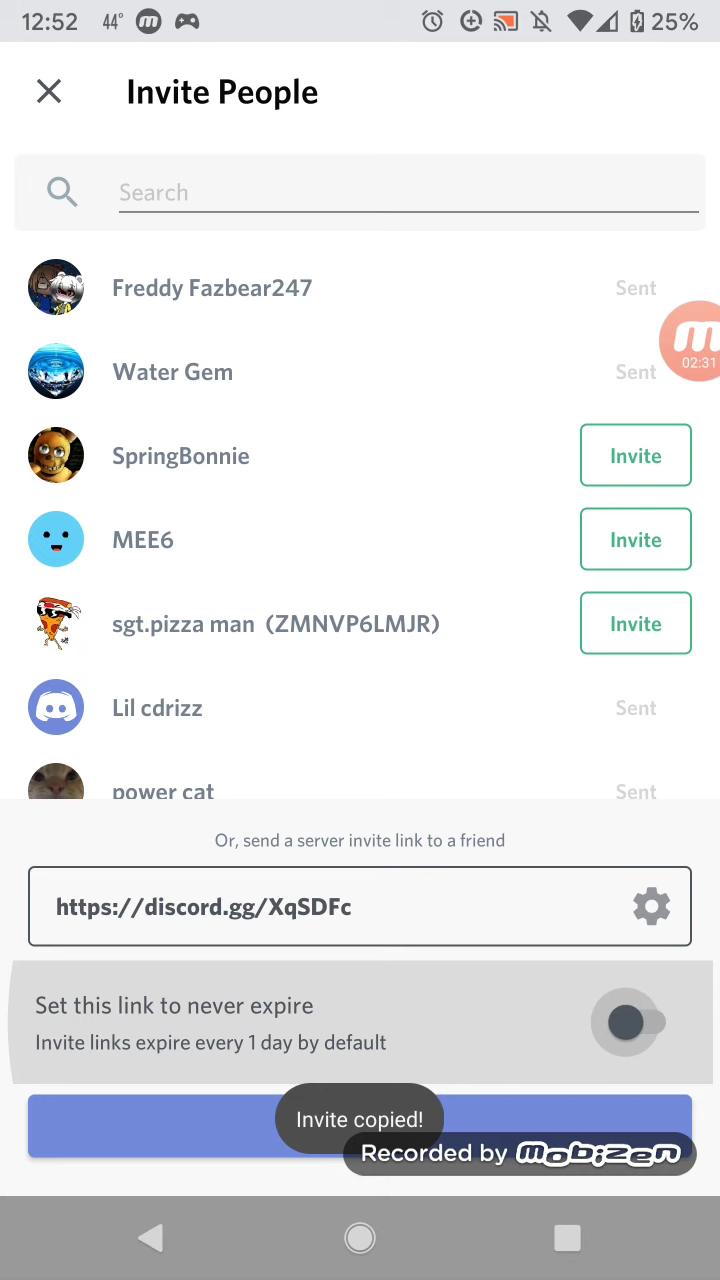 12:52 44° m 25%
Invite People
Search
Freddy Fazbear247 Sent
m
02:31
Water Gem Sent
SpringBonnie Invite
MEE6 Invite
sgt.pizza man (ZMNVP6LMJR) Invite
Lil cdrizz Sent
power cat Sent
Or, send a server invite link to a friend
https://discord.gg/XqSDFc
Set this link to never expire
Invite links expire every 1 day by default
Invite copied!
Recorded by mobizen